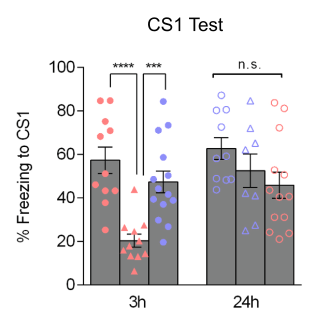 CS1 Test
**** ***
n.s.
% Freezing to CS1
100
80
60
40
20
0
3h 24h